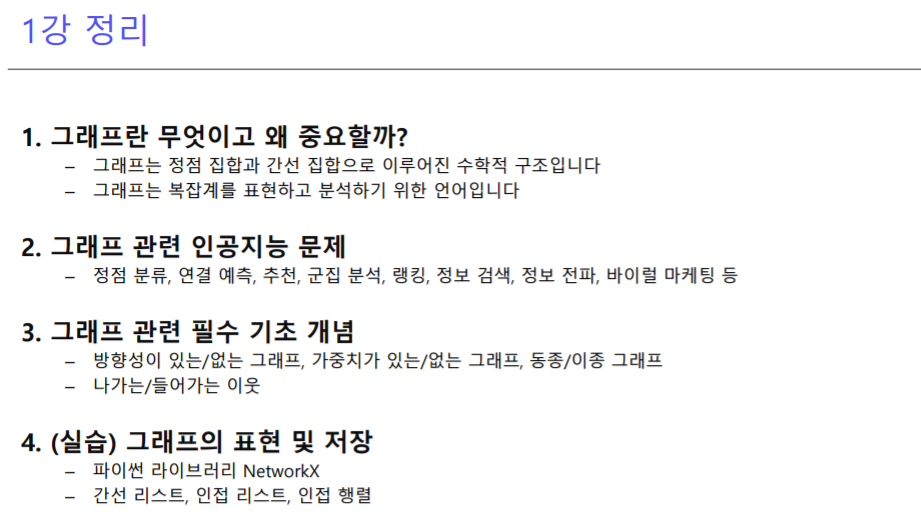 1강 정리
1. 그래프란 무엇이고 왜 중요할까?
– 그래프는 정점 집합과 간선 집합으로 이루어진 수학적 구조입니다
– 그래프는 복잡계를 표현하고 분석하기 위한 언어입니다
2. 그래프 관련 인공지능 문제
– 정점 분류, 연결 예측, 추천, 군집 분석, 랭킹, 정보 검색, 정보 전파, 바이럴 마케팅 등
3. 그래프 관련 필수 기초 개념
– 방향성이 있는/없는 그래프, 가중치가 있는/없는 그래프, 동종/이종 그래프
– 나가는/들어가는 이웃
4. (실습) 그래프의 표현 및 저장
– 파이썬 라이브러리 NetworkX
– 간선 리스트, 인접 리스트, 인접 행렬